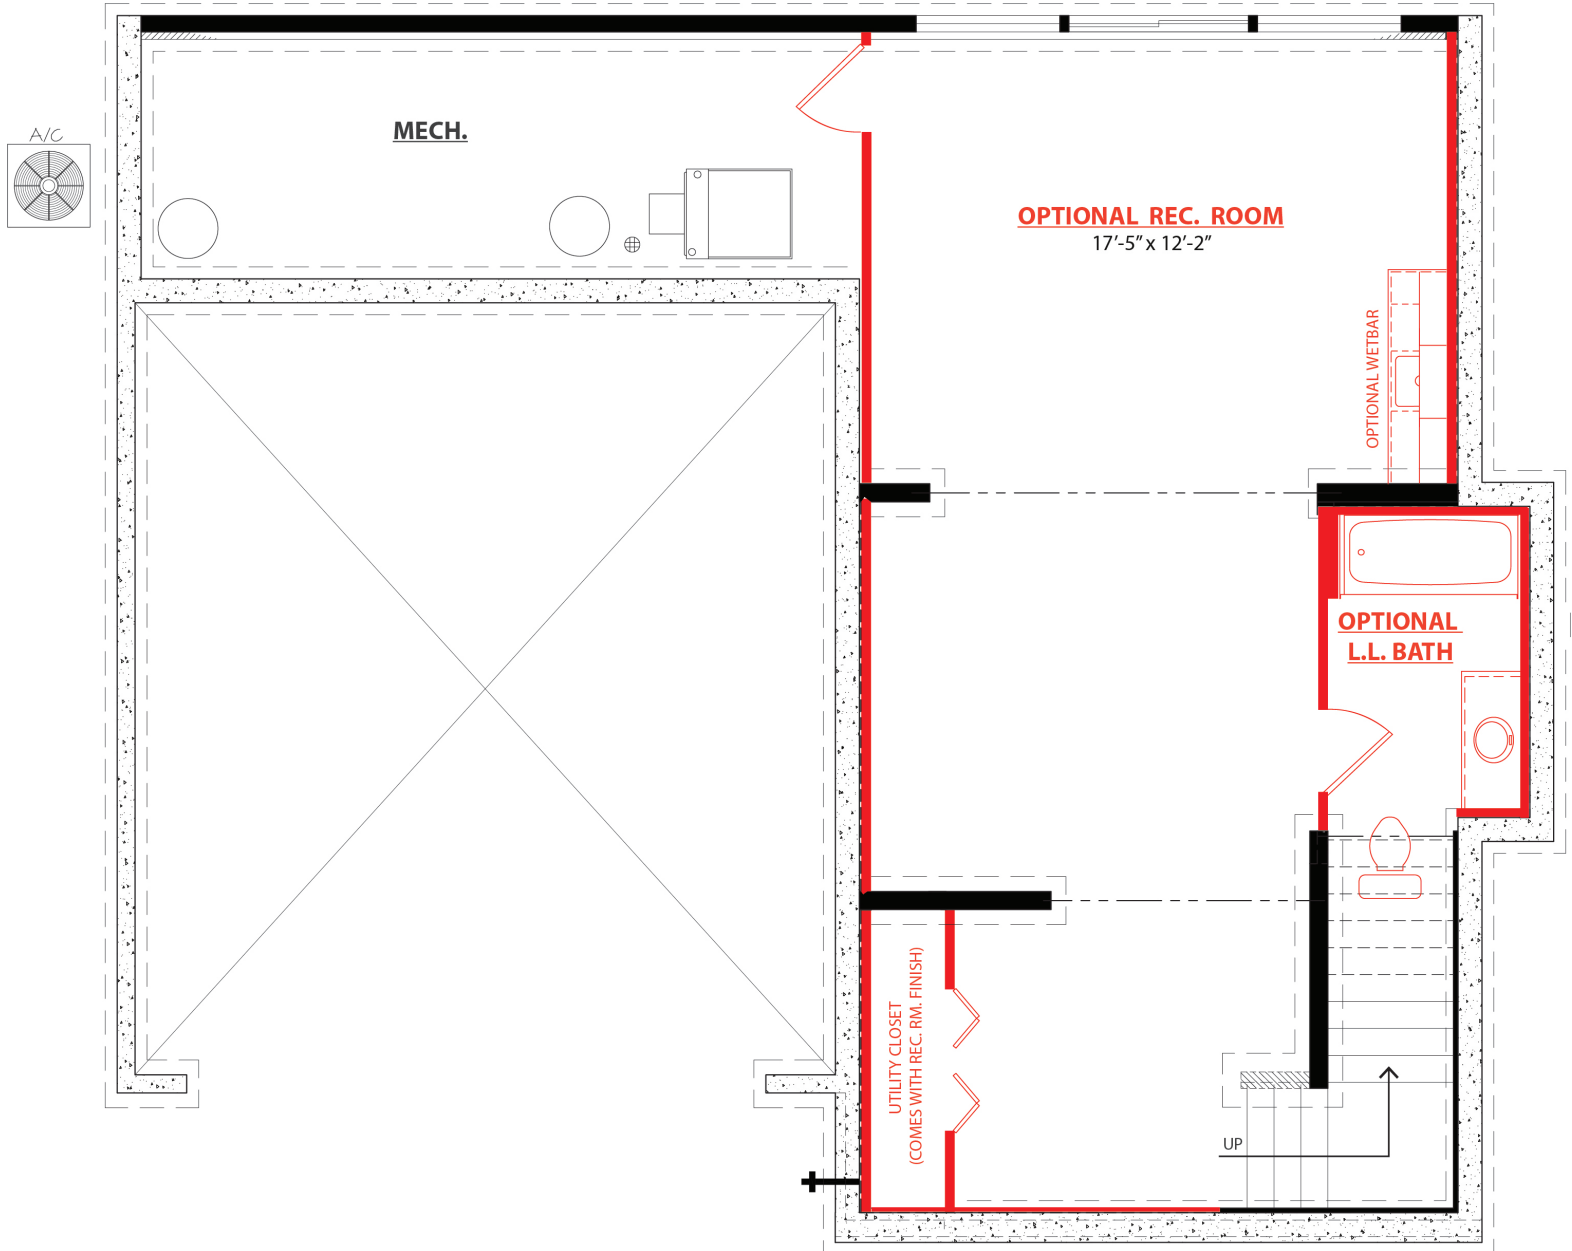 A/C
MECH.
OPTIONAL REC. ROOM
17'-5" x 12'-2"
OPTIONAL WETBAR
OPTIONAL
L.L. BATH
UTILITY CLOSET
(COMES WITH REC. RM. FINISH)
UP